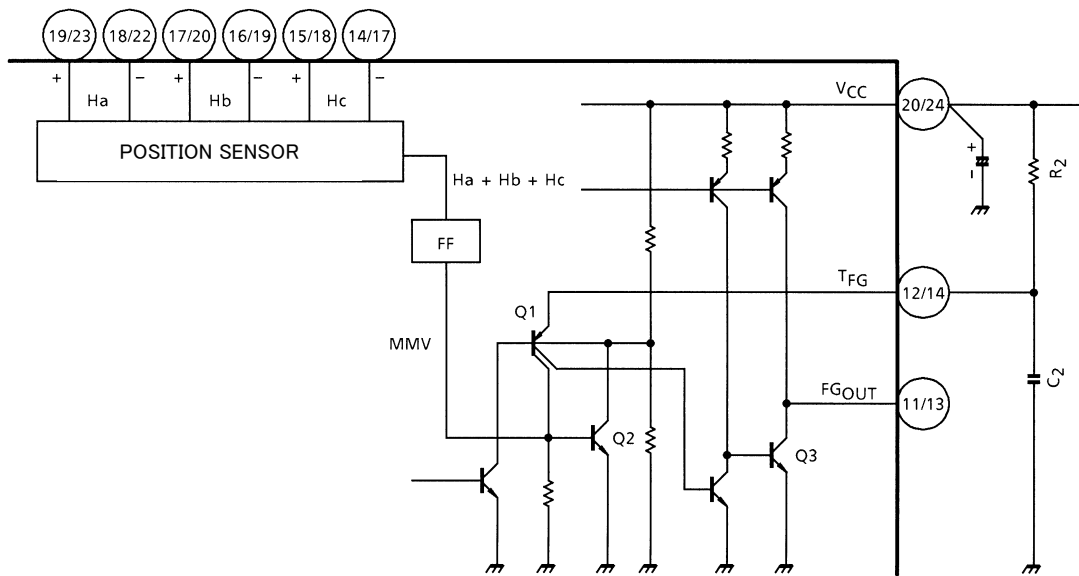 19/23 18/22 17/20 16/19 15/18 14/17
+ − + − + −
Ha Hb Hc
VCC
20/24
POSITION SENSOR
+
−
R2
Ha + Hb + Hc
FF
TFG
12/14
Q1
MMV
C2
FGOUT
11/13
Q2
Q3